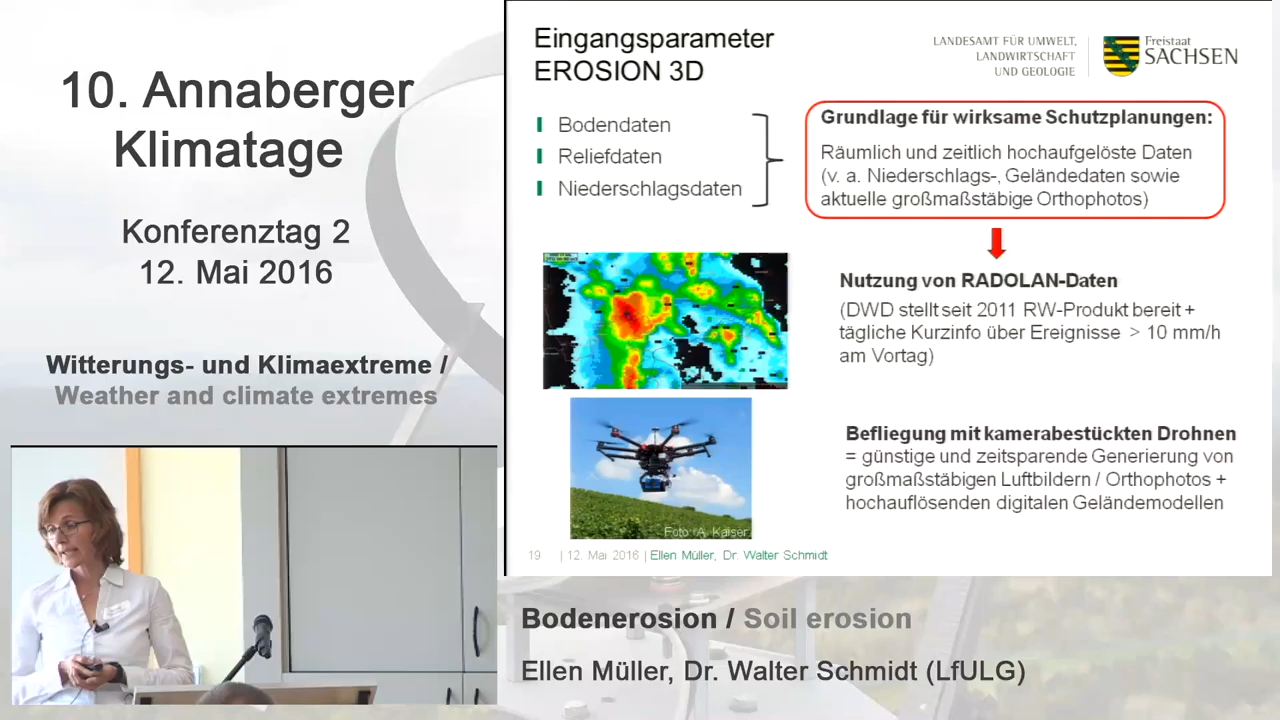 10. Annaberger
Klimatage
Konferenztag 2
12. Mai 2016
Witterungs- und Klimaextreme /
Weather and climate extremes
Eingangsparameter
EROSION 3D
LANDESAMT FÜR UMWELT,
LANDWIRTSCHAFT
UND GEOLOGIE
Freistaat
SACHSEN
Bodendaten
Reliefdaten
Niederschlagsdaten
Grundlage für wirksame Schutzplanungen:
Räumlich und zeitlich hochaufgelöste Daten
(v. a. Niederschlags-, Geländedaten sowie
aktuelle großmaßstäbige Orthophotos)
Nutzung von RADOLAN-Daten
(DWD stellt seit 2011 RW-Produkt bereit +
tägliche Kurzinfo über Ereignisse > 10 mm/h
am Vortag)
Befliegung mit kamerabestückten Drohnen
= günstige und zeitsparende Generierung von
großmaßstäbigen Luftbildern / Orthophotos +
hochauflösenden digitalen Geländemodellen
Foto: A. Kaiser
19 | 12. Mai 2016 | Ellen Müller, Dr. Walter Schmidt
Bodenerosion / Soil erosion
Ellen Müller, Dr. Walter Schmidt (LfULG)